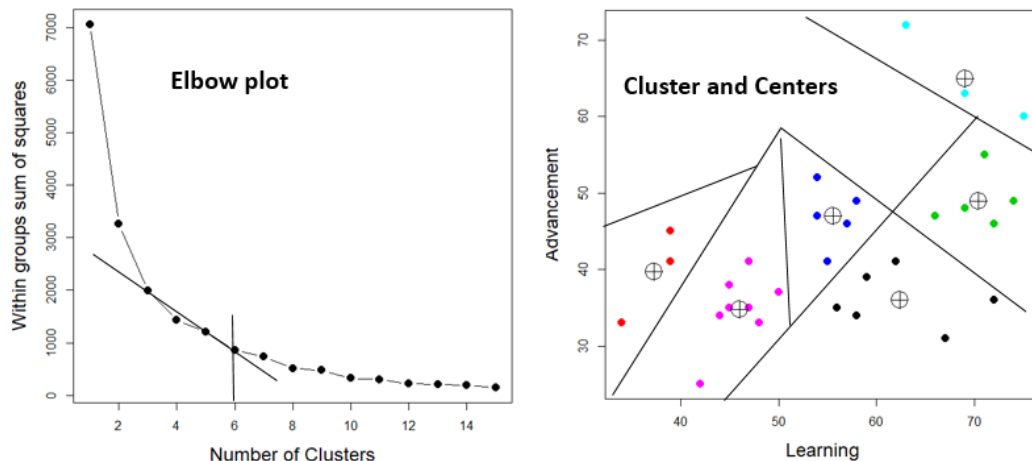 Elbow plot
Within groups sum of squares
7000
6000
5000
4000
3000
2000
1000
0
2 4 6 8 10 12 14
Number of Clusters
Cluster and Centers
Advancement
70
60
50
40
30
40 50 60 70
Learning